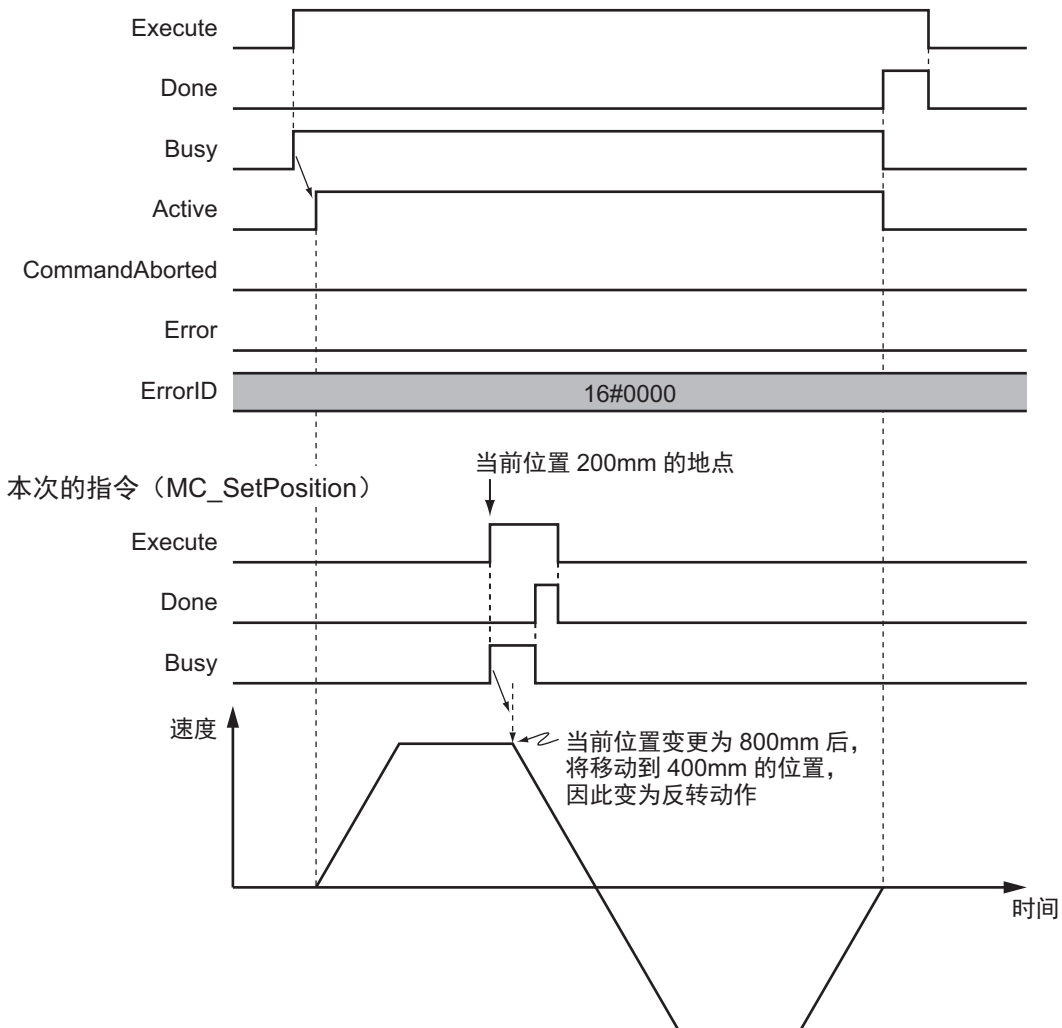 Execute
Done
Busy
Active
CommandAborted
Error
ErrorID
16#0000
当前位置 200mm 的地点
本次的指令（MC_SetPosition）
Execute
Done
Busy
速度
当前位置变更为 800mm 后，
将移动到 400mm 的位置，
因此变为反转动作
时间